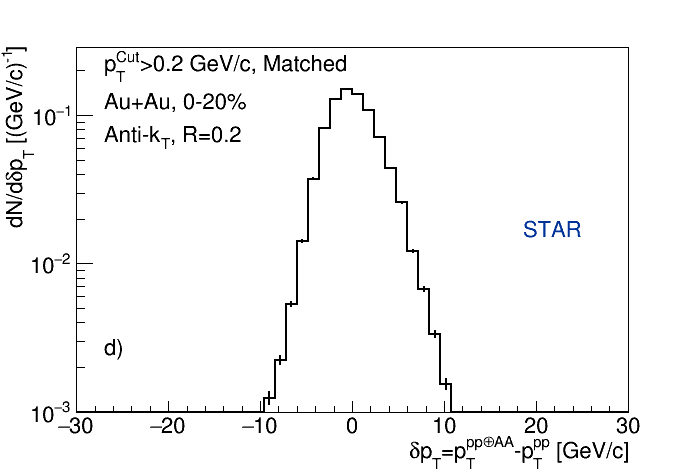 p_T^Cut>0.2 GeV/c, Matched
Au+Au, 0-20%
Anti-k_T, R=0.2
STAR
d)
dN/dδp_T [(GeV/c)^-1]
10^−1
10^−2
10^−3
−30 −20 −10 0 10 20 30
δp_T=p_T^pp⊕AA-p_T^pp [GeV/c]